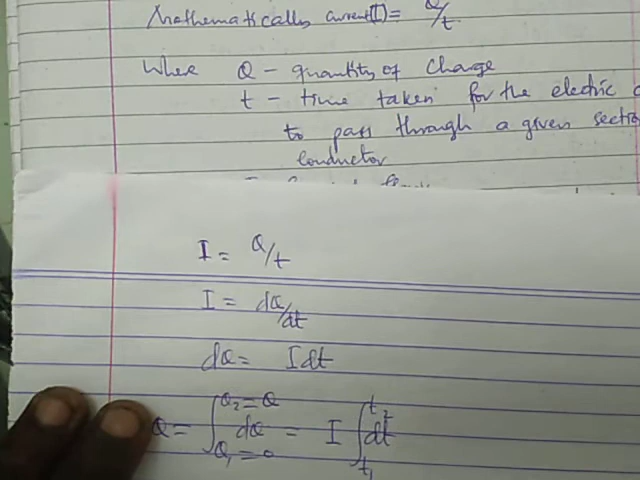 Mathematically, current(I) = Q/t
Where Q - quantity of Charge
t - time taken for the electric
to pass through a given
conductor
I = Q/t
I = dQ/dt
dQ = Idt
Q = ∫ Q₂=Q Q₁=0 dQ = I ∫ t₂ t₁ dt